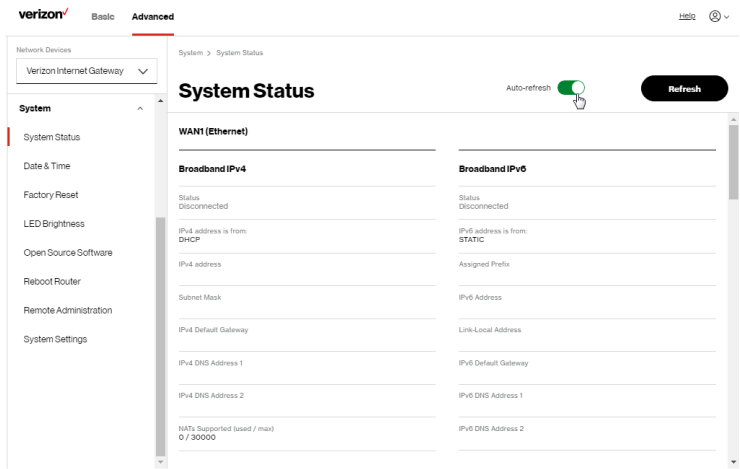 verizon✓
Basic
Advanced
Help
Network Devices
Verizon Internet Gateway
System
System Status
Date & Time
Factory Reset
LED Brightness
Open Source Software
Reboot Router
Remote Administration
System Settings
System > System Status
System Status
Auto-refresh
Refresh
WAN1 (Ethernet)
Broadband IPv4
Status
Disconnected
IPv4 address is from:
DHCP
IPv4 address
Subnet Mask
IPv4 Default Gateway
IPv4 DNS Address 1
IPv4 DNS Address 2
NATs Supported (used / max)
0 / 30000
Broadband IPv6
Status
Disconnected
IPv6 address is from:
STATIC
Assigned Prefix
IPv6 Address
Link-Local Address
IPv6 Default Gateway
IPv6 DNS Address 1
IPv6 DNS Address 2